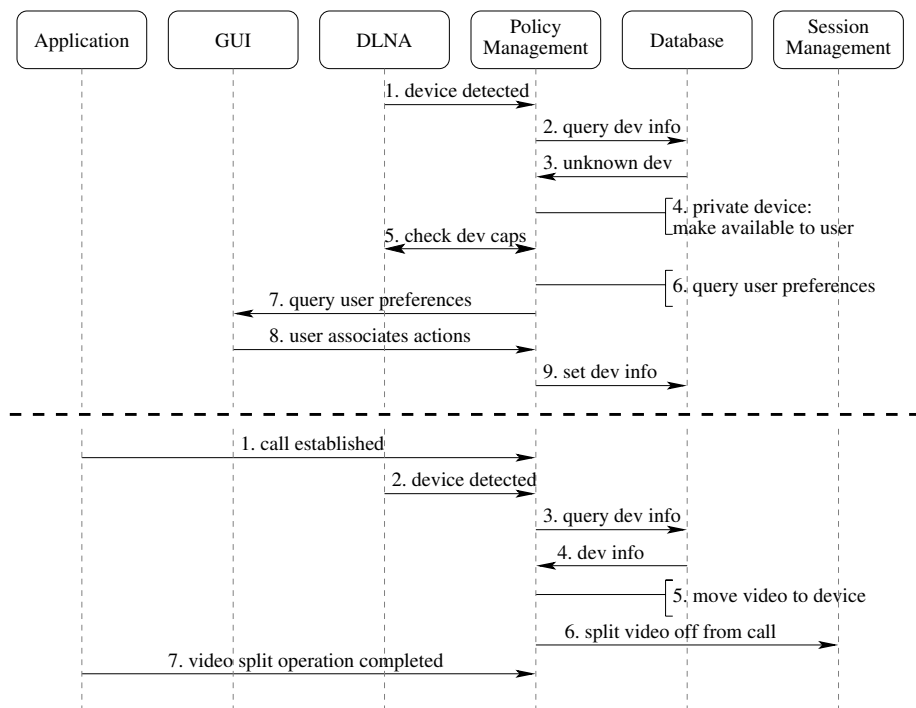 Application
GUI
DLNA
Policy
Management
Database
Session
Management
1. device detected
2. query dev info
3. unknown dev
4. private device:
make available to user
5. check dev caps
6. query user preferences
7. query user preferences
8. user associates actions
9. set dev info
1. call established
2. device detected
3. query dev info
4. dev info
5. move video to device
6. split video off from call
7. video split operation completed